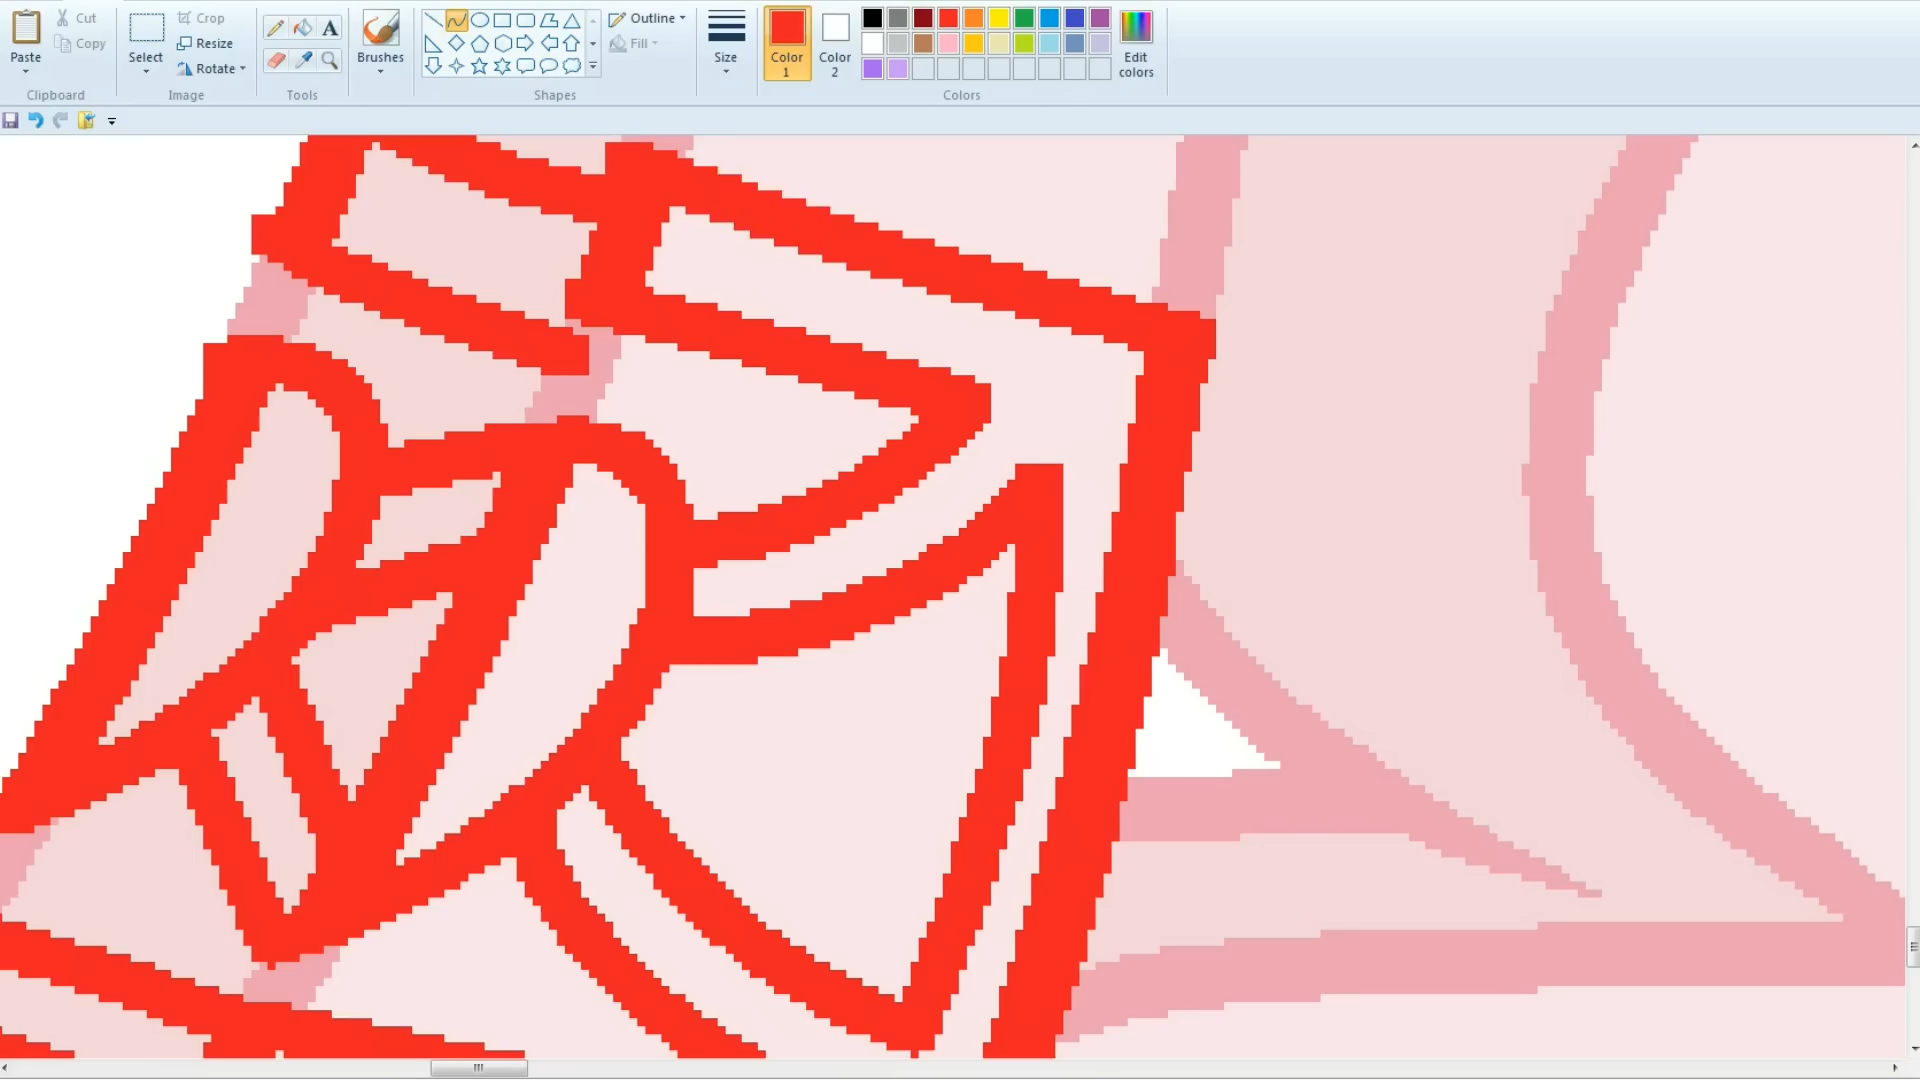 Paste
Cut
Copy
Clipboard
Select
Crop
Resize
Rotate
Image
A
Tools
Brushes
Outline
Fill
Shapes
Size
Color
1
Color
2
Edit
colors
Colors